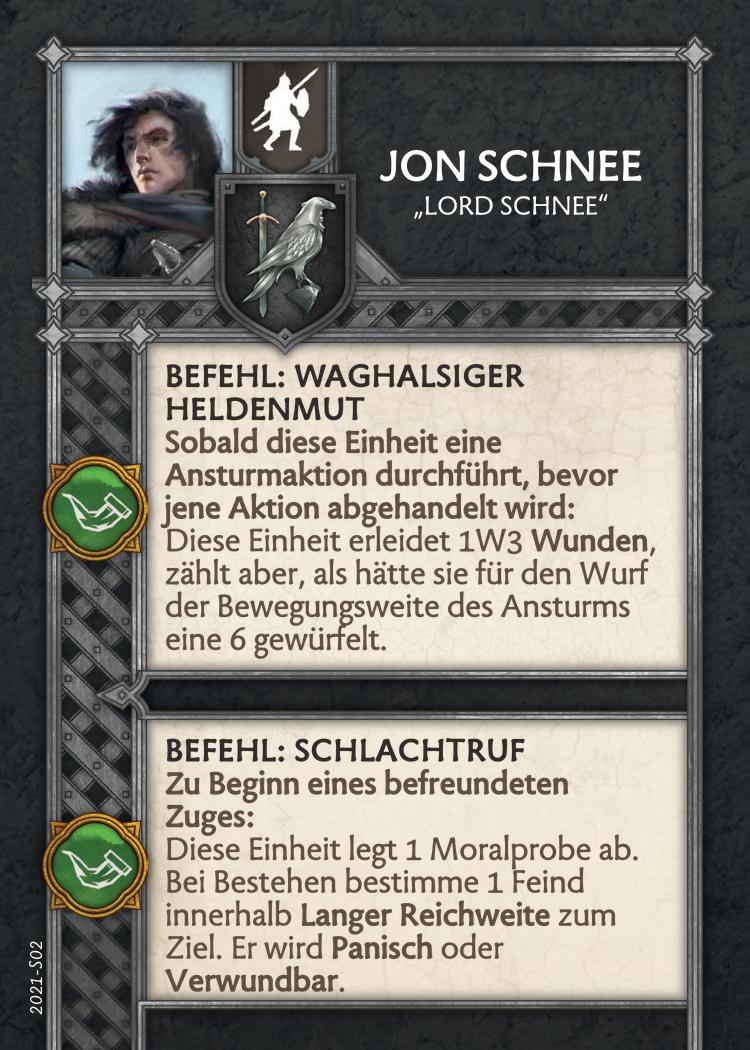 JON SCHNEE
„LORD SCHNEE“
BEFEHL: WAGHALSIGER
HELDENMUT
Sobald diese Einheit eine
Ansturmaktion durchführt, bevor
jene Aktion abgehandelt wird:
Diese Einheit erleidet 1W3 Wunden,
zählt aber, als hätte sie für den Wurf
der Bewegungsweite des Ansturms
eine 6 gewürfelt.
BEFEHL: SCHLACHTRUF
Zu Beginn eines befreundeten
Zuges:
Diese Einheit legt 1 Moralprobe ab.
Bei Bestehen bestimme 1 Feind
innerhalb Langer Reichweite zum
Ziel. Er wird Panisch oder
Verwundbar.
2021-S02